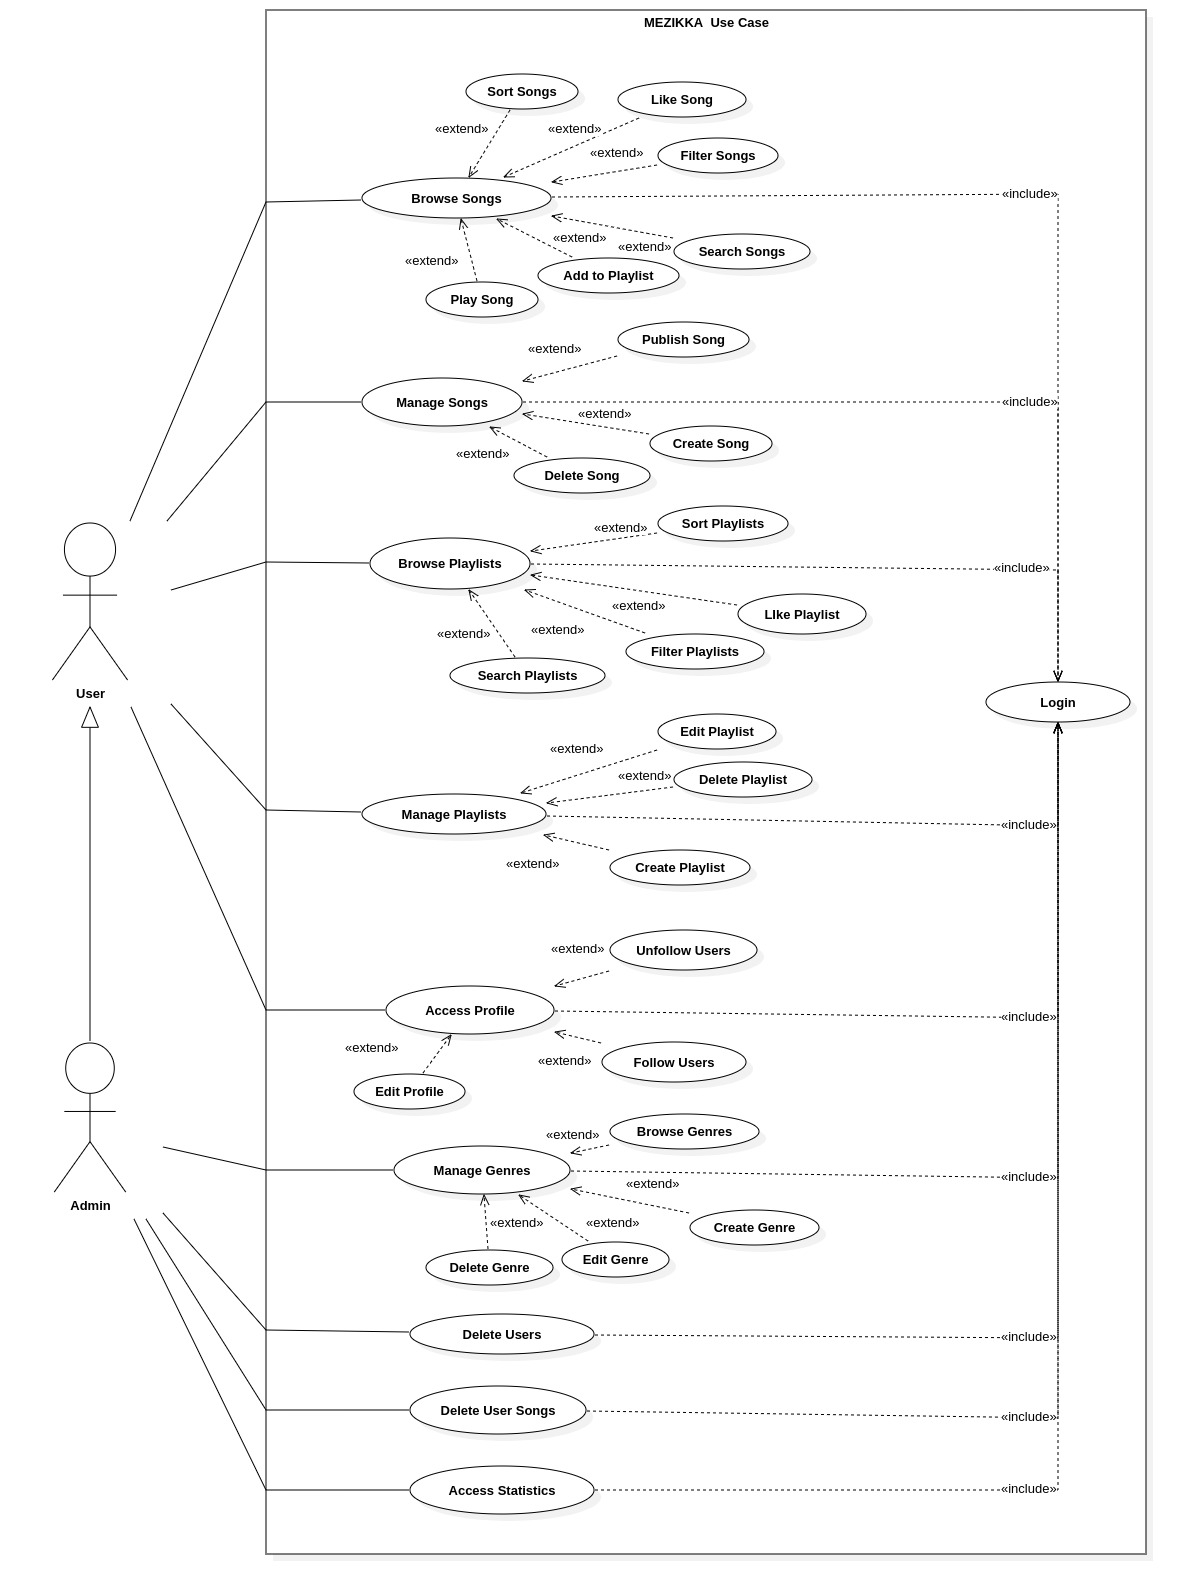 MEZIKKA  Use Case
Sort Songs
Like Song
«extend»
«extend»
«extend»
Filter Songs
Browse Songs
«include»
«extend»
«extend»
Search Songs
«extend»
Add to Playlist
Play Song
Publish Song
«extend»
Manage Songs
«include»
«extend»
Create Song
«extend»
Delete Song
Sort Playlists
«extend»
Browse Playlists
«include»
«extend»
LIke Playlist
«extend»
«extend»
Filter Playlists
Search Playlists
User
Login
Edit Playlist
«extend»
«extend»
Delete Playlist
Manage Playlists
«include»
«extend»
Create Playlist
«extend»
Unfollow Users
Access Profile
«include»
«extend»
«extend»
Follow Users
Edit Profile
«extend»
Browse Genres
Manage Genres
«include»
«extend»
Admin
«extend»
«extend»
Create Genre
Delete Genre
Edit Genre
Delete Users
«include»
Delete User Songs
«include»
Access Statistics
«include»